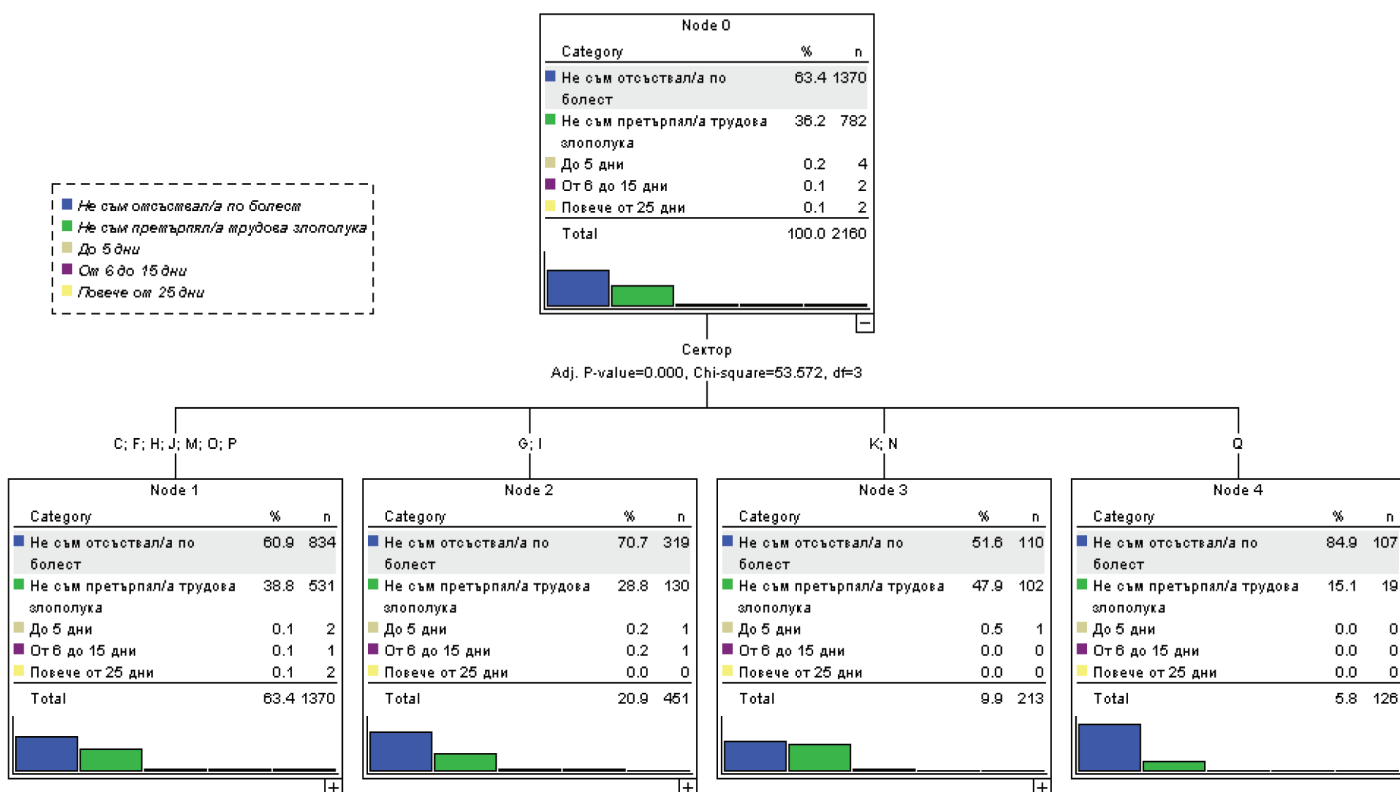 Node 0
Category % n
Не съм отсъствал/а по 63.4 1370
болест
Не съм претърпял/а трудова 36.2 782
злополука
До 5 дни 0.2 4
От 6 до 15 дни 0.1 2
Повече от 25 дни 0.1 2
Total 100.0 2160
Не съм отсъствал/а по болест
Не съм претърпял/а трудова злополука
До 5 дни
От 6 до 15 дни
Повече от 25 дни
Сектор
Adj. P-value=0.000, Chi-square=53.572, df=3
C; F; H; J; M; O; P
G; I
K; N
Q
Node 1
Category % n
Не съм отсъствал/а по 60.9 834
болест
Не съм претърпял/а трудова 38.8 531
злополука
До 5 дни 0.1 2
От 6 до 15 дни 0.1 1
Повече от 25 дни 0.1 2
Total 63.4 1370
Node 2
Category % n
Не съм отсъствал/а по 70.7 319
болест
Не съм претърпял/а трудова 28.8 130
злополука
До 5 дни 0.2 1
От 6 до 15 дни 0.2 1
Повече от 25 дни 0.0 0
Total 20.9 451
Node 3
Category % n
Не съм отсъствал/а по 51.6 110
болест
Не съм претърпял/а трудова 47.9 102
злополука
До 5 дни 0.5 1
От 6 до 15 дни 0.0 0
Повече от 25 дни 0.0 0
Total 9.9 213
Node 4
Category % n
Не съм отсъствал/а по 84.9 107
болест
Не съм претърпял/а трудова 15.1 19
злополука
До 5 дни 0.0 0
От 6 до 15 дни 0.0 0
Повече от 25 дни 0.0 0
Total 5.8 126